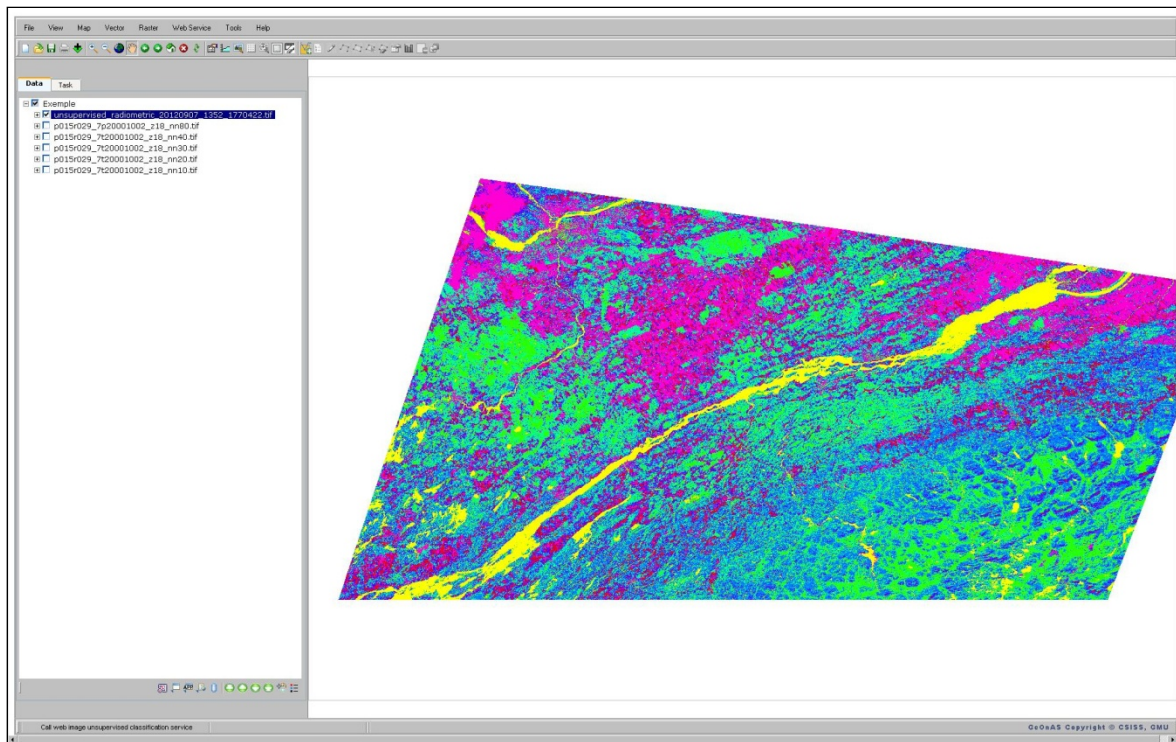 File View Map Vector Raster Web Service Tools Help
Data Task
Exemple
unsupervised_radiometric_20120907_1352_1770422.tif
p015r029_7p20001002_z18_nn80.tif
p015r029_7t20001002_z18_nn40.tif
p015r029_7t20001002_z18_nn30.tif
p015r029_7t20001002_z18_nn20.tif
p015r029_7t20001002_z18_nn10.tif
Call web image unsupervised classification service
GeOnAS Copyright © CSISS, GMU